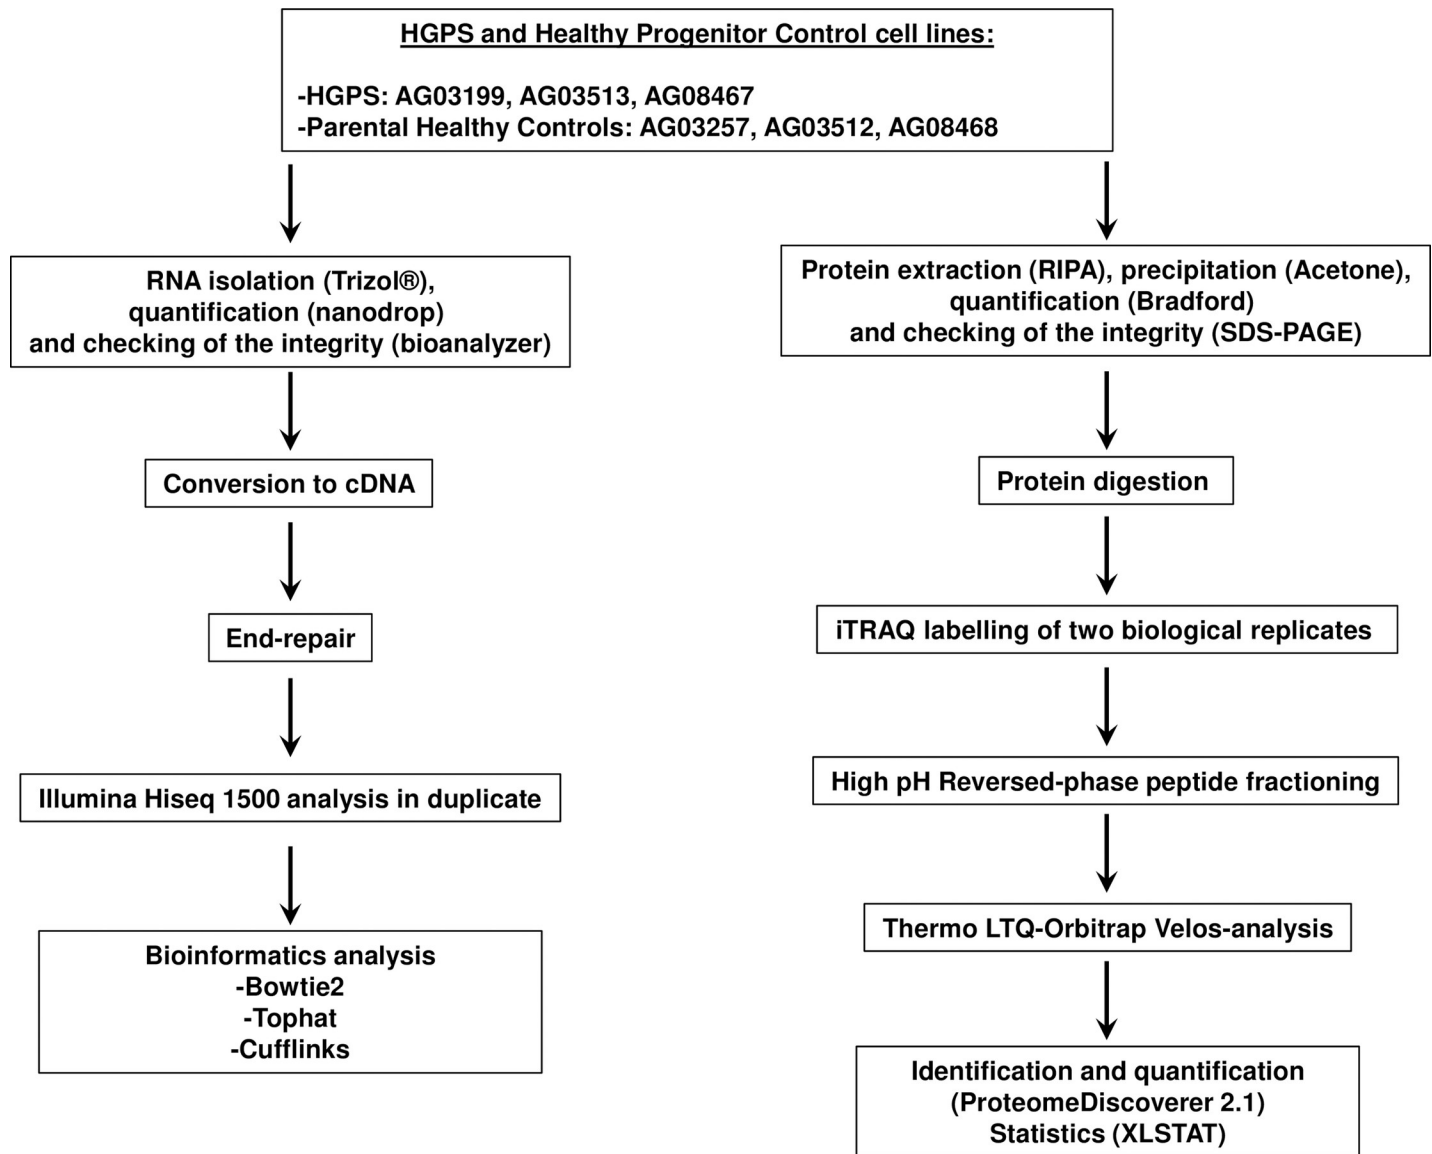 HGPS and Healthy Progenitor Control cell lines:
-HGPS: AG03199, AG03513, AG08467
-Parental Healthy Controls: AG03257, AG03512, AG08468
RNA isolation (Trizol®),
quantification (nanodrop)
and checking of the integrity (bioanalyzer)
Conversion to cDNA
End-repair
Illumina Hiseq 1500 analysis in duplicate
Bioinformatics analysis
-Bowtie2
-Tophat
-Cufflinks
Protein extraction (RIPA), precipitation (Acetone),
quantification (Bradford)
and checking of the integrity (SDS-PAGE)
Protein digestion
iTRAQ labelling of two biological replicates
High pH Reversed-phase peptide fractioning
Thermo LTQ-Orbitrap Velos-analysis
Identification and quantification
(ProteomeDiscoverer 2.1)
Statistics (XLSTAT)